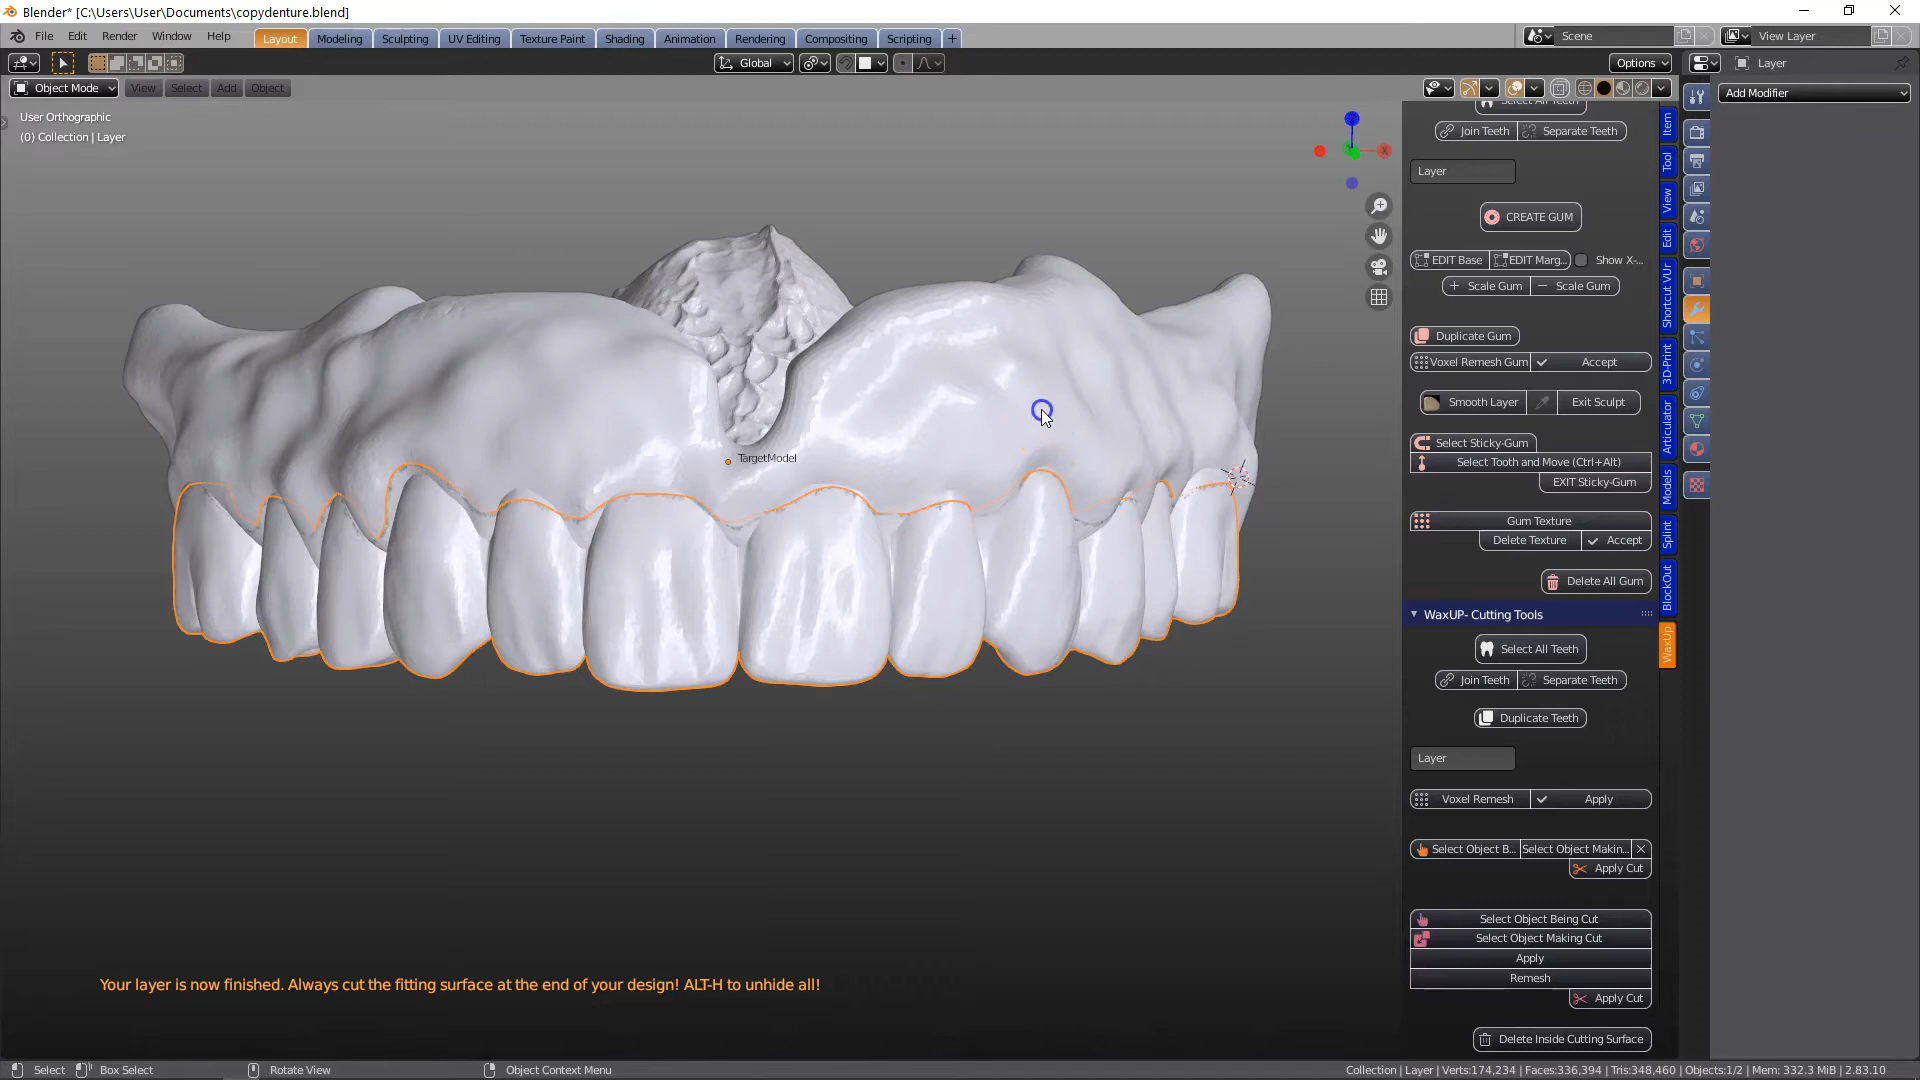 Blender* [C:\Users\User\Documents\copydenture.blend]
File Edit Render Window Help
Layout Modeling Sculpting UV Editing Texture Paint Shading Animation Rendering Compositing Scripting +
Scene
View Layer
Global
Options
Layer
Object Mode View Select Add Object
Add Modifier
User Orthographic
(0) Collection | Layer
X
Select All Teeth
Join Teeth Separate Teeth
Layer
CREATE GUM
EDIT Base EDIT Marg... Show X-...
+ Scale Gum − Scale Gum
Duplicate Gum
Voxel Remesh Gum Accept
Smooth Layer Exit Sculpt
Select Sticky-Gum
Select Tooth and Move (Ctrl+Alt)
EXIT Sticky-Gum
Gum Texture
Delete Texture Accept
Delete All Gum
WaxUP- Cutting Tools
Select All Teeth
Join Teeth Separate Teeth
Duplicate Teeth
Layer
Voxel Remesh Apply
Select Object B... Select Object Makin...
Apply Cut
Select Object Being Cut
Select Object Making Cut
Apply
Remesh
Apply Cut
Delete Inside Cutting Surface
Item
Tool
View
Edit
Shortcut VUr
3D-Print
Articulator
Models
Splint
BlockOut
WaxUp
TargetModel
Your layer is now finished. Always cut the fitting surface at the end of your design! ALT-H to unhide all!
Select Box Select Rotate View Object Context Menu
Collection | Layer | Verts:174,234 | Faces:336,394 | Tris:348,460 | Objects:1/2 | Mem: 332.3 MiB | 2.83.10